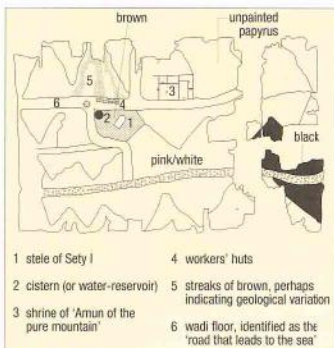 brown
unpainted
papyrus
5
6
4
3
2
1
black
pink/white
1 stele of Sety I
2 cistern (or water-reservoir)
3 shrine of 'Amun of the
pure mountain'
4 workers' huts
5 streaks of brown, perhaps
indicating geological variation
6 wadi floor, identified as the
'road that leads to the sea'